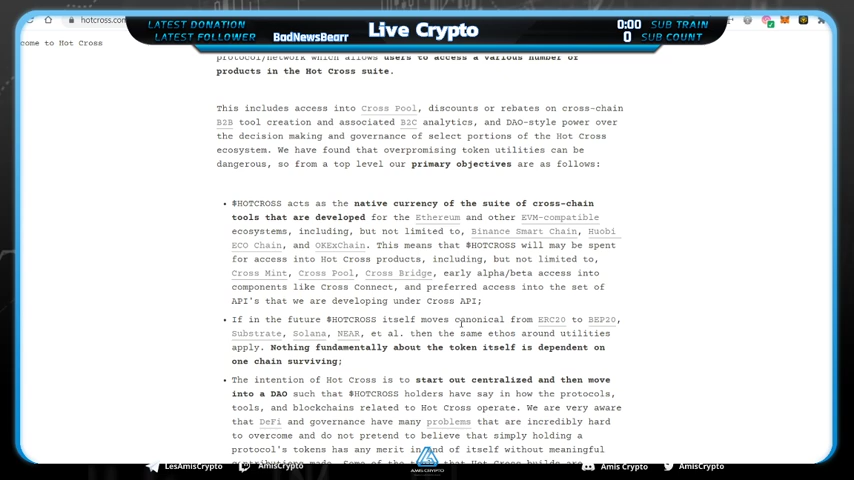 LATEST DONATION
LATEST FOLLOWER
BadNewsBearr
Live Crypto
0:00 SUB TRAIN
0 SUB COUNT
hotcross.com
come to Hot Cross
protocol/network which allows users to access a various number of
products in the Hot Cross suite.
This includes access into Cross Pool, discounts or rebates on cross-chain
B2B tool creation and associated B2C analytics, and DAO-style power over
the decision making and governance of select portions of the Hot Cross
ecosystem. We have found that overpromising token utilities can be
dangerous, so from a top level our primary objectives are as follows:
• $HOTCROSS acts as the native currency of the suite of cross-chain
tools that are developed for the Ethereum and other EVM-compatible
ecosystems, including, but not limited to, Binance Smart Chain, Huobi
ECO Chain, and OKExChain. This means that $HOTCROSS will may be spent
for access into Hot Cross products, including, but not limited to,
Cross Mint, Cross Pool, Cross Bridge, early alpha/beta access into
components like Cross Connect, and preferred access into the set of
API's that we are developing under Cross API;
• If in the future $HOTCROSS itself moves canonical from ERC20 to BEP20,
Substrate, Solana, NEAR, et al. then the same ethos around utilities
apply. Nothing fundamentally about the token itself is dependent on
one chain surviving;
• The intention of Hot Cross is to start out centralized and then move
into a DAO such that $HOTCROSS holders have say in how the protocols,
tools, and blockchains related to Hot Cross operate. We are very aware
that DeFi and governance have many problems that are incredibly hard
to overcome and do not pretend to believe that simply holding a
protocol's tokens has any merit in and of itself without meaningful
LesAmisCrypto
AmisCrypto
AMIS CRYPTO
Amis Crypto
AmisCrypto